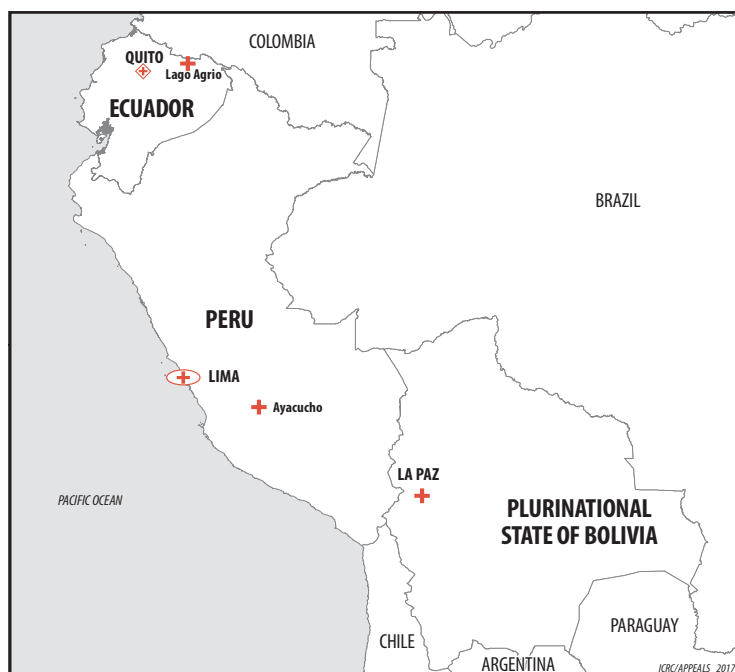 COLOMBIA
QUITO
Lago Agrio
ECUADOR
BRAZIL
PERU
LIMA
Ayacucho
LA PAZ
PACIFIC OCEAN
PLURINATIONAL
STATE OF BOLIVIA
PARAGUAY
CHILE
ARGENTINA
ICRC/APPEALS 2017